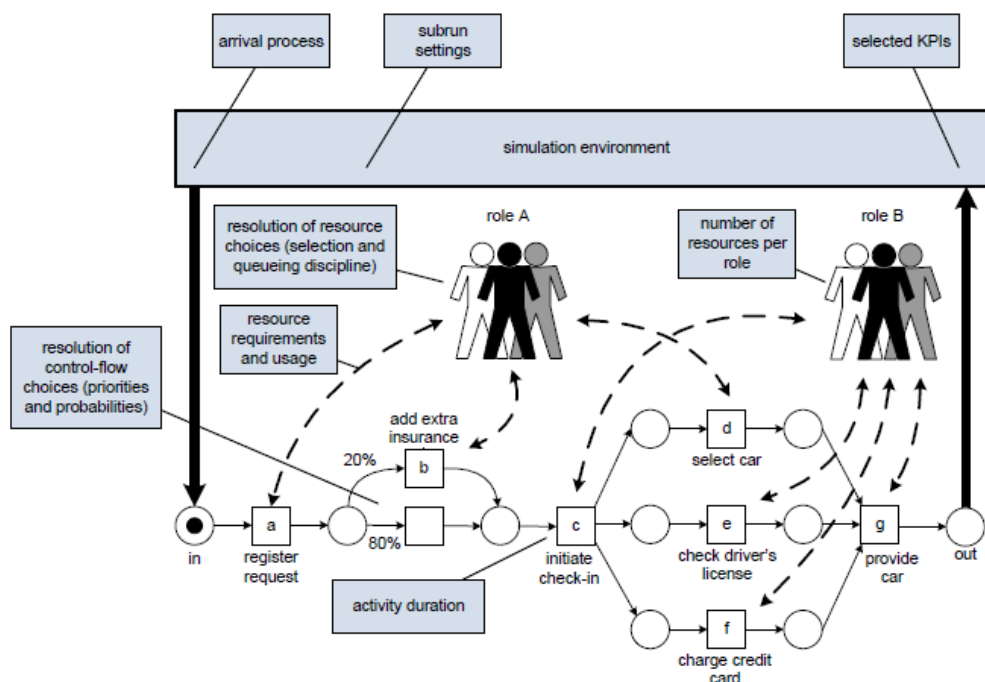 arrival process
subrun
settings
selected KPIs
simulation environment
resolution of resource
choices (selection and
queueing discipline)
role A
number of
resources per
role
role B
resource
requirements
and usage
resolution of
control-flow
choices (priorities
and probabilities)
add extra
insurance
20%
b
d
select car
80%
in
a
register
request
c
initiate
check-in
e
check driver's
license
g
provide
car
out
activity duration
f
charge credit
card